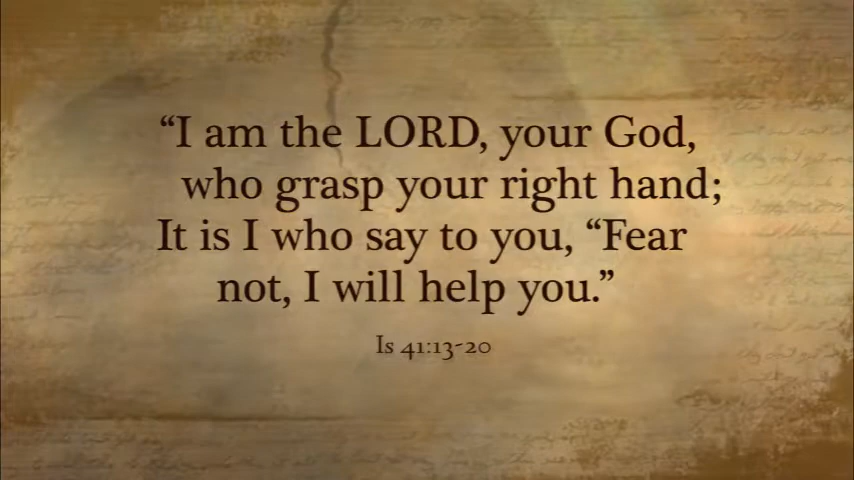 “I am the LORD, your God,
who grasp your right hand;
It is I who say to you, “Fear
not, I will help you.”
Is 41:13-20